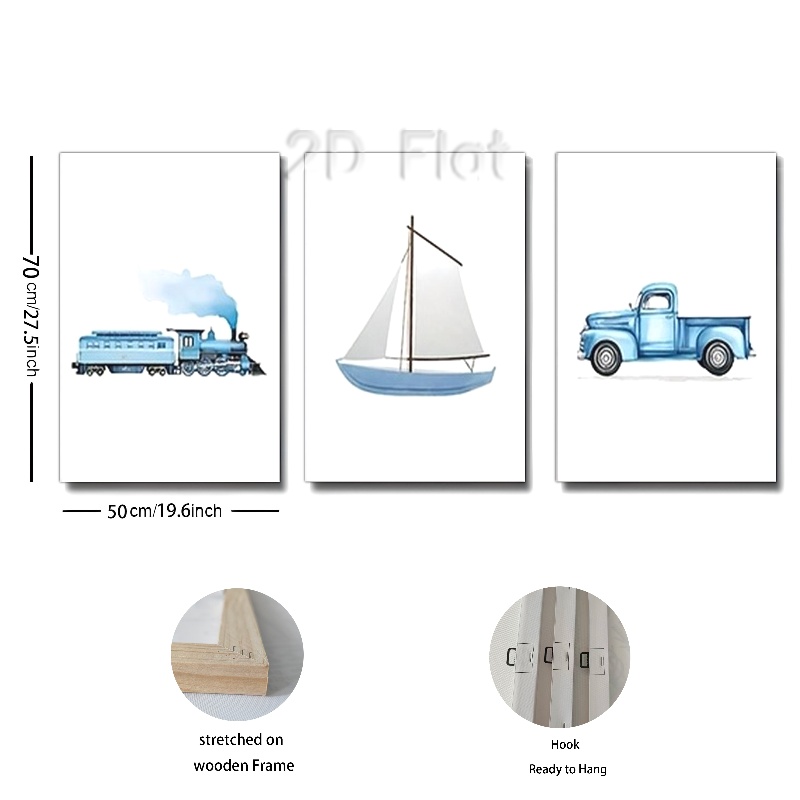 2D Flat
70 cm/27.5inch
50cm/19.6inch
stretched on
wooden Frame
Hook
Ready to Hang